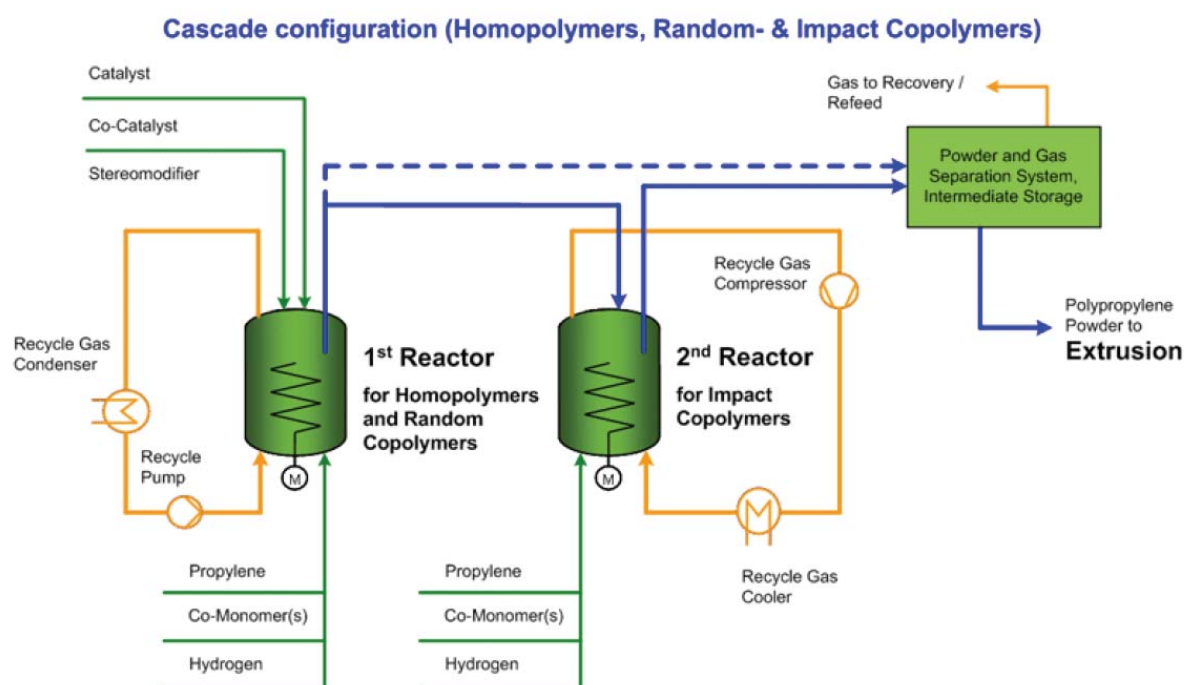 Cascade configuration (Homopolymers, Random- & Impact Copolymers)
Catalyst
Co-Catalyst
Stereomodifier
Gas to Recovery /
Refeed
Powder and Gas
Separation System,
Intermediate Storage
Recycle Gas
Compressor
Polypropylene
Powder to
Extrusion
Recycle Gas
Condenser
1st Reactor
for Homopolymers
and Random
Copolymers
2nd Reactor
for Impact
Copolymers
Recycle
Pump
M
M
Recycle Gas
Cooler
Propylene
Co-Monomer(s)
Hydrogen
Propylene
Co-Monomer(s)
Hydrogen